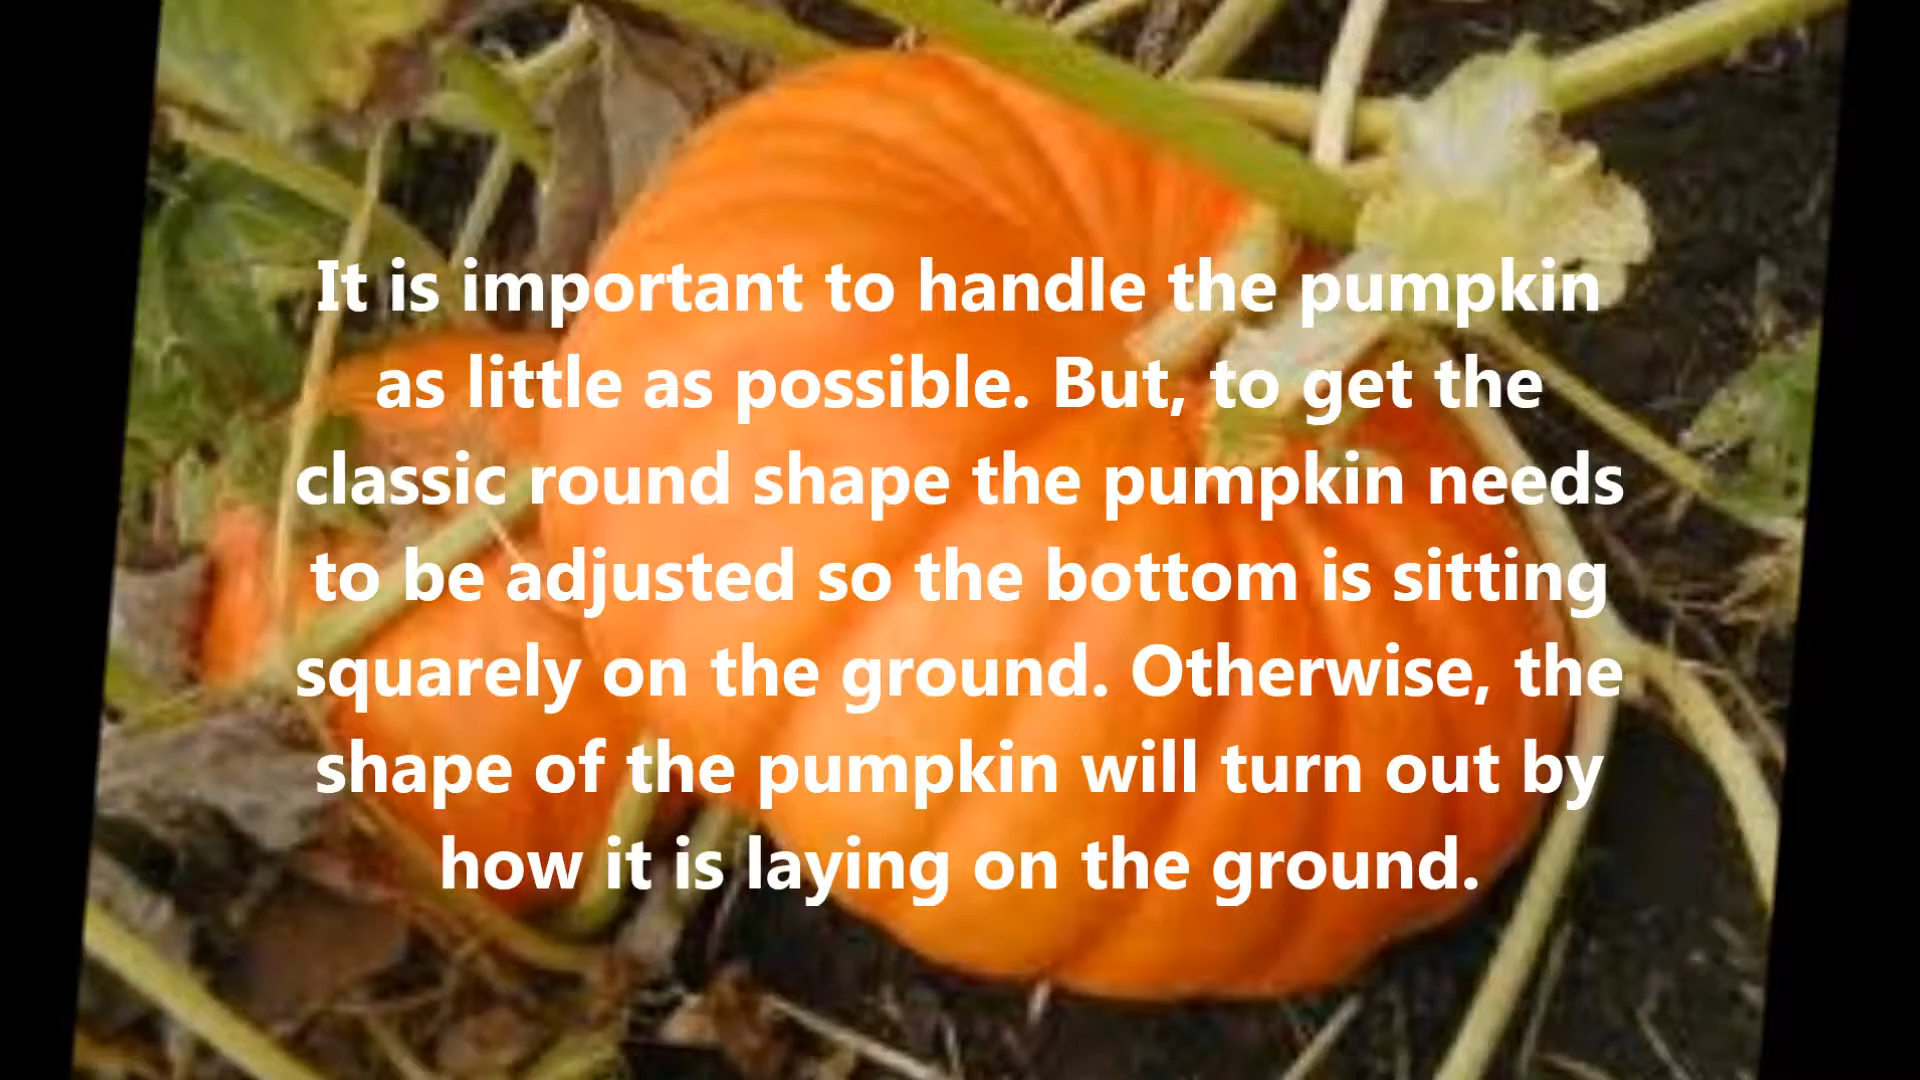 It is important to handle the pumpkin
as little as possible. But, to get the
classic round shape the pumpkin needs
to be adjusted so the bottom is sitting
squarely on the ground. Otherwise, the
shape of the pumpkin will turn out by
how it is laying on the ground.